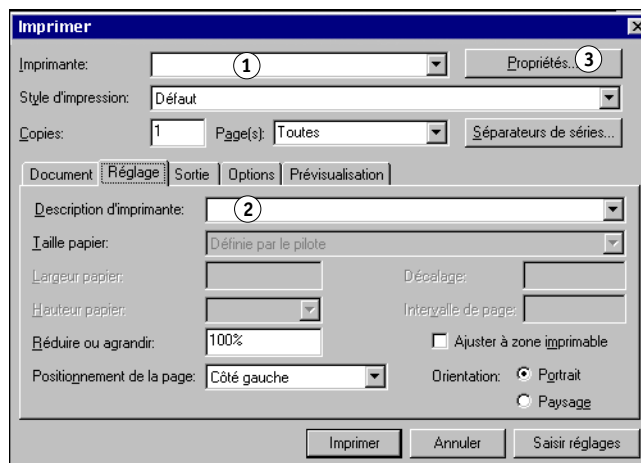 Imprimer
Imprimante: 1 Propriétés... 3
Style d'impression: Défaut
Copies: 1 Page(s): Toutes Séparateurs de séries...
Document Réglage Sortie Options Prévisualisation
Description d'imprimante: 2
Taille papier: Définie par le pilote
Largeur papier: Décalage:
Hauteur papier: Intervalle de page:
Réduire ou agrandir: 100% Ajuster à zone imprimable
Positionnement de la page: Côté gauche Orientation: Portrait
Paysage
Imprimer Annuler Saisir réglages